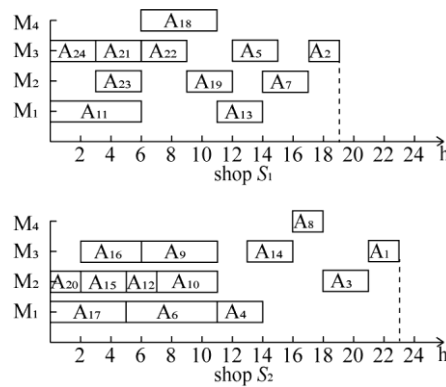 M₄ A₁₈
M₃ A₂₄ A₂₁ A₂₂ A₅ A₂
M₂ A₂₃ A₁₉ A₇
M₁ A₁₁ A₁₃
2 4 6 8 10 12 14 16 18 20 22 24 h
shop S₁
M₄ A₈
M₃ A₁₆ A₉ A₁₄ A₁
M₂ A₂₀ A₁₅ A₁₂ A₁₀ A₃
M₁ A₁₇ A₆ A₄
2 4 6 8 10 12 14 16 18 20 22 24 h
shop S₂